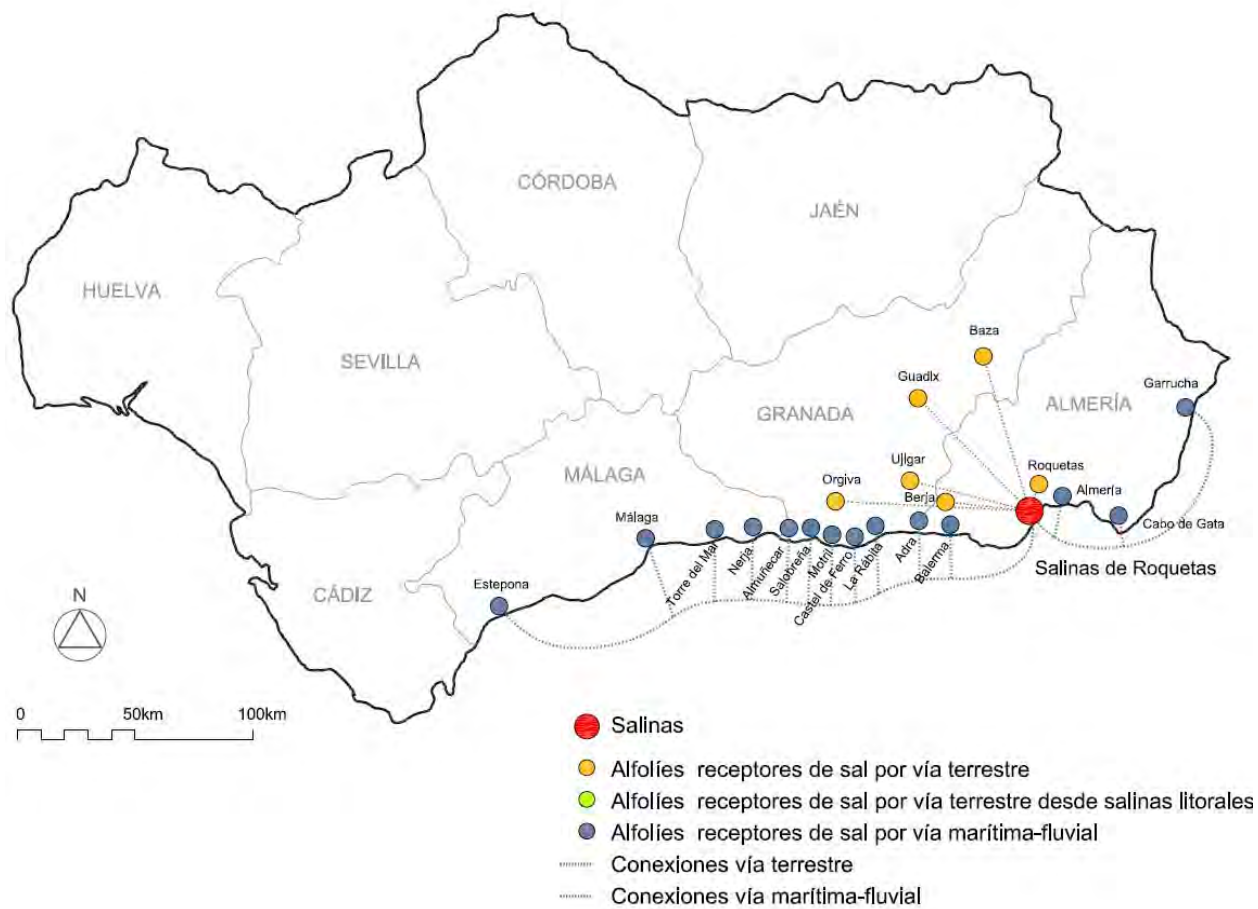 CÓRDOBA
JAÉN
HUELVA
SEVILLA
Baza
Guadix
Garrucha
GRANADA
ALMERÍA
MÁLAGA
Ujigar
Roquetas
Orgiva
Berja
Almería
Málaga
Cabo de Gata
Torre del Mar
Nerja
Almuñecar
Salobreña
Motril
Castel de Ferro
La Rábita
Adra
Balerma
Salinas de Roquetas
Estepona
CÁDIZ
N
0 50km 100km
Salinas
Alfolíes receptores de sal por vía terrestre
Alfolíes receptores de sal por vía terrestre desde salinas litorales
Alfolíes receptores de sal por vía marítima-fluvial
Conexiones vía terrestre
Conexiones vía marítima-fluvial